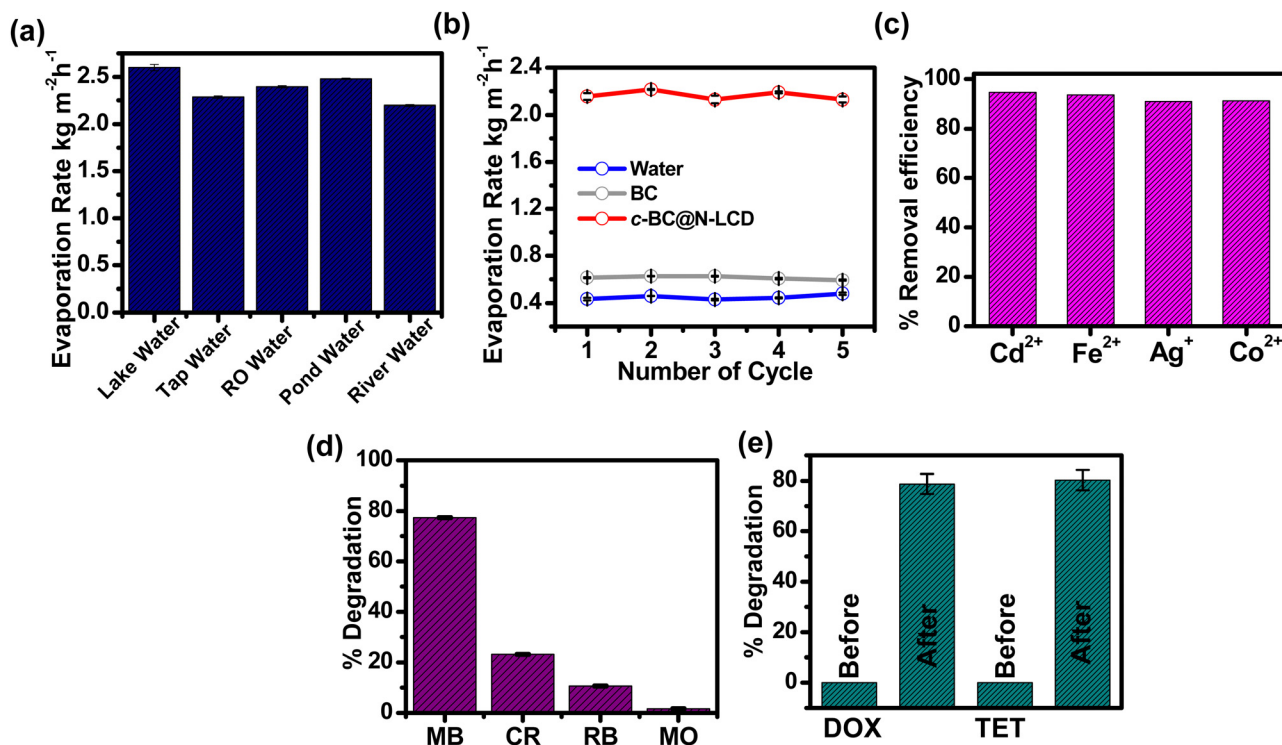 (a)
Evaporation Rate kg m⁻²h⁻¹
2.5
2.0
1.5
1.0
0.5
0.0
Lake Water
Tap Water
RO Water
Pond Water
River Water
(b)
Evaporation Rate kg m⁻²h⁻¹
2.4
2.0
1.6
1.2
0.8
0.4
Water
BC
c-BC@N-LCD
1 2 3 4 5
Number of Cycle
(c)
% Removal efficiency
100
80
60
40
20
0
Cd²⁺ Fe²⁺ Ag⁺ Co²⁺
(d)
% Degradation
100
80
60
40
20
0
MB CR RB MO
(e)
% Degradation
80
60
40
20
0
Before
After
Before
After
DOX TET